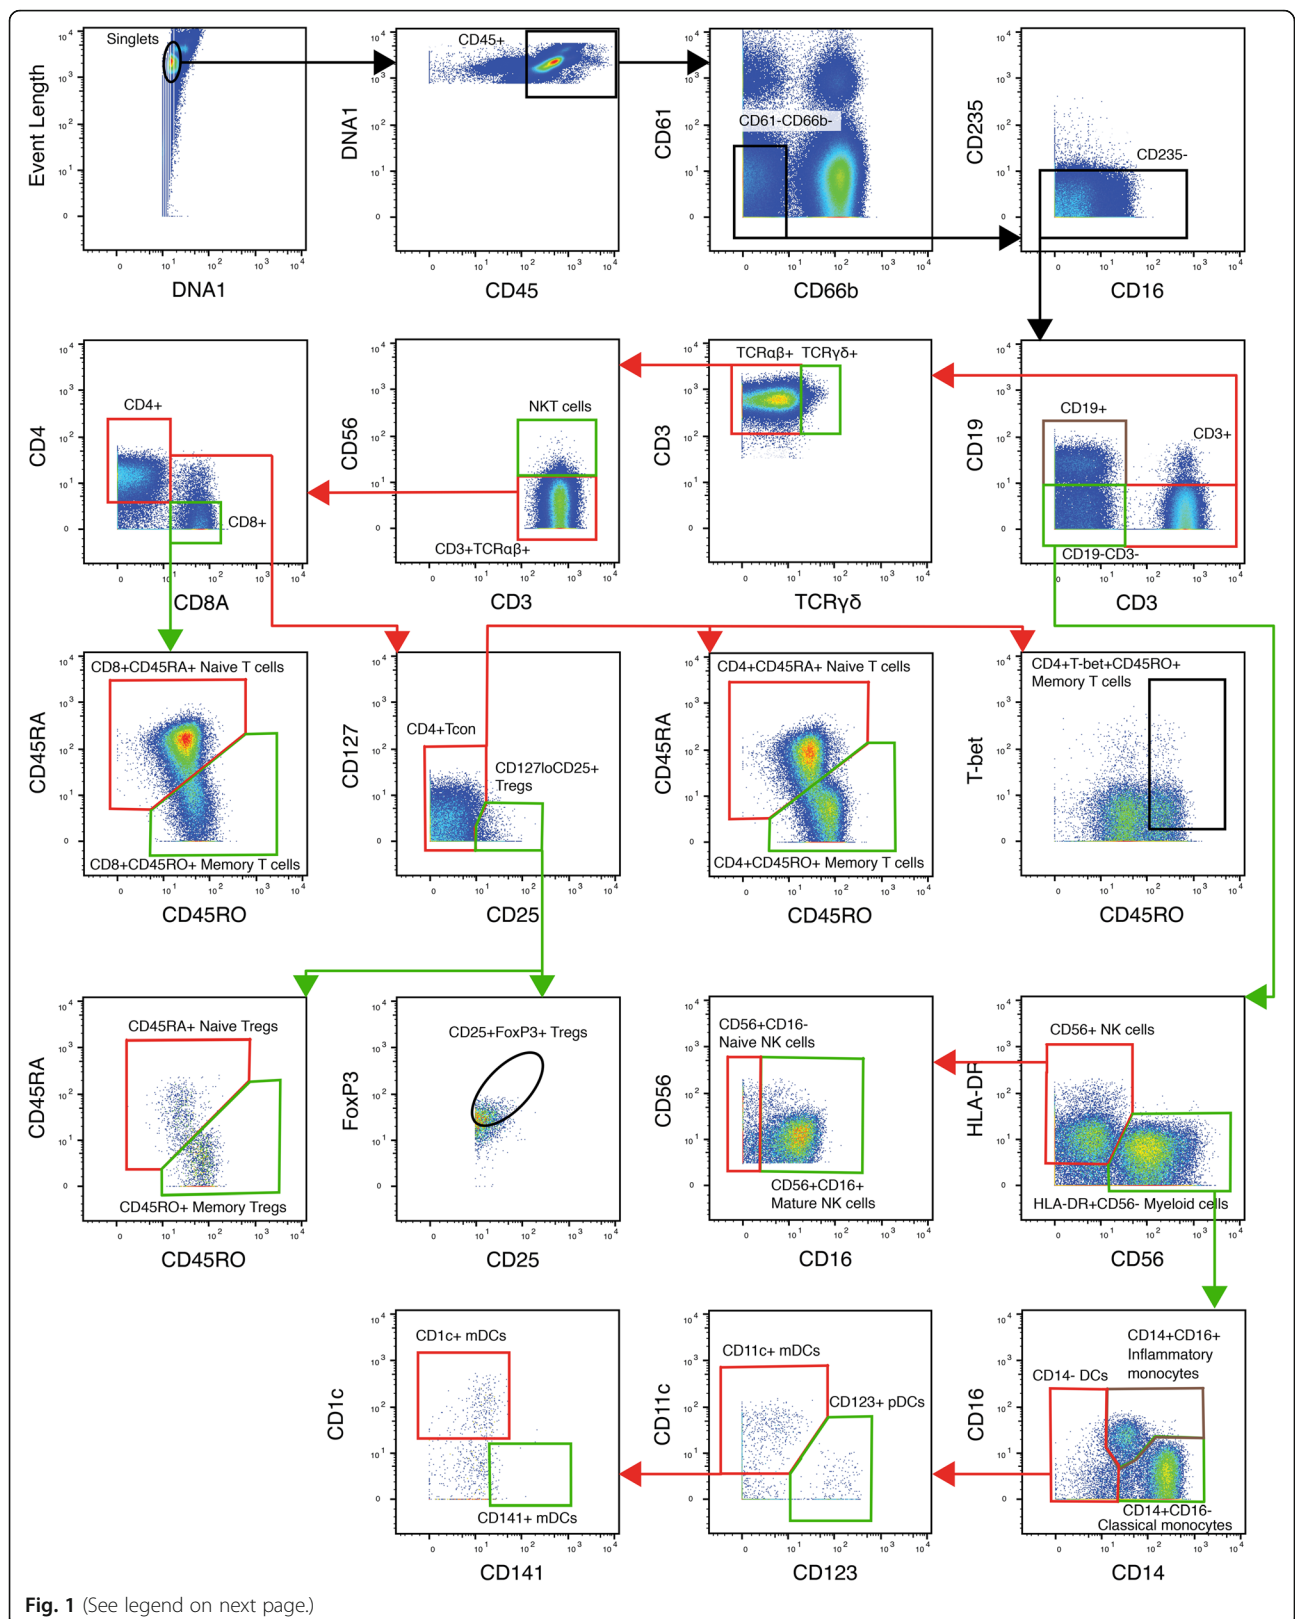 Singlets
Event Length
DNA1
CD45+
DNA1
CD45
CD61-CD66b-
CD61
CD66b
CD235-
CD235
CD16
CD4+
CD8+
CD4
CD8A
NKT cells
CD3+TCRαβ+
CD56
CD3
TCRαβ+ TCRγδ+
CD3
TCRγδ
CD19+
CD3+
CD19-CD3-
CD19
CD3
CD8+CD45RA+ Naive T cells
CD8+CD45RO+ Memory T cells
CD45RA
CD45RO
CD4+Tcon
CD127loCD25+
Tregs
CD127
CD25
CD4+CD45RA+ Naive T cells
CD4+CD45RO+ Memory T cells
CD45RA
CD45RO
CD4+T-bet+CD45RO+
Memory T cells
T-bet
CD45RO
CD45RA+ Naive Tregs
CD45RO+ Memory Tregs
CD45RA
CD45RO
CD25+FoxP3+ Tregs
FoxP3
CD25
CD56+CD16-
Naive NK cells
CD56+CD16+
Mature NK cells
CD56
CD16
CD56+ NK cells
HLA-DR+CD56- Myeloid cells
HLA-DR
CD56
CD1c+ mDCs
CD141+ mDCs
CD1c
CD141
CD11c+ mDCs
CD123+ pDCs
CD11c
CD123
CD14+CD16+
Inflammatory
monocytes
CD14- DCs
CD14+CD16-
Classical monocytes
CD16
CD14
Fig. 1 (See legend on next page.)